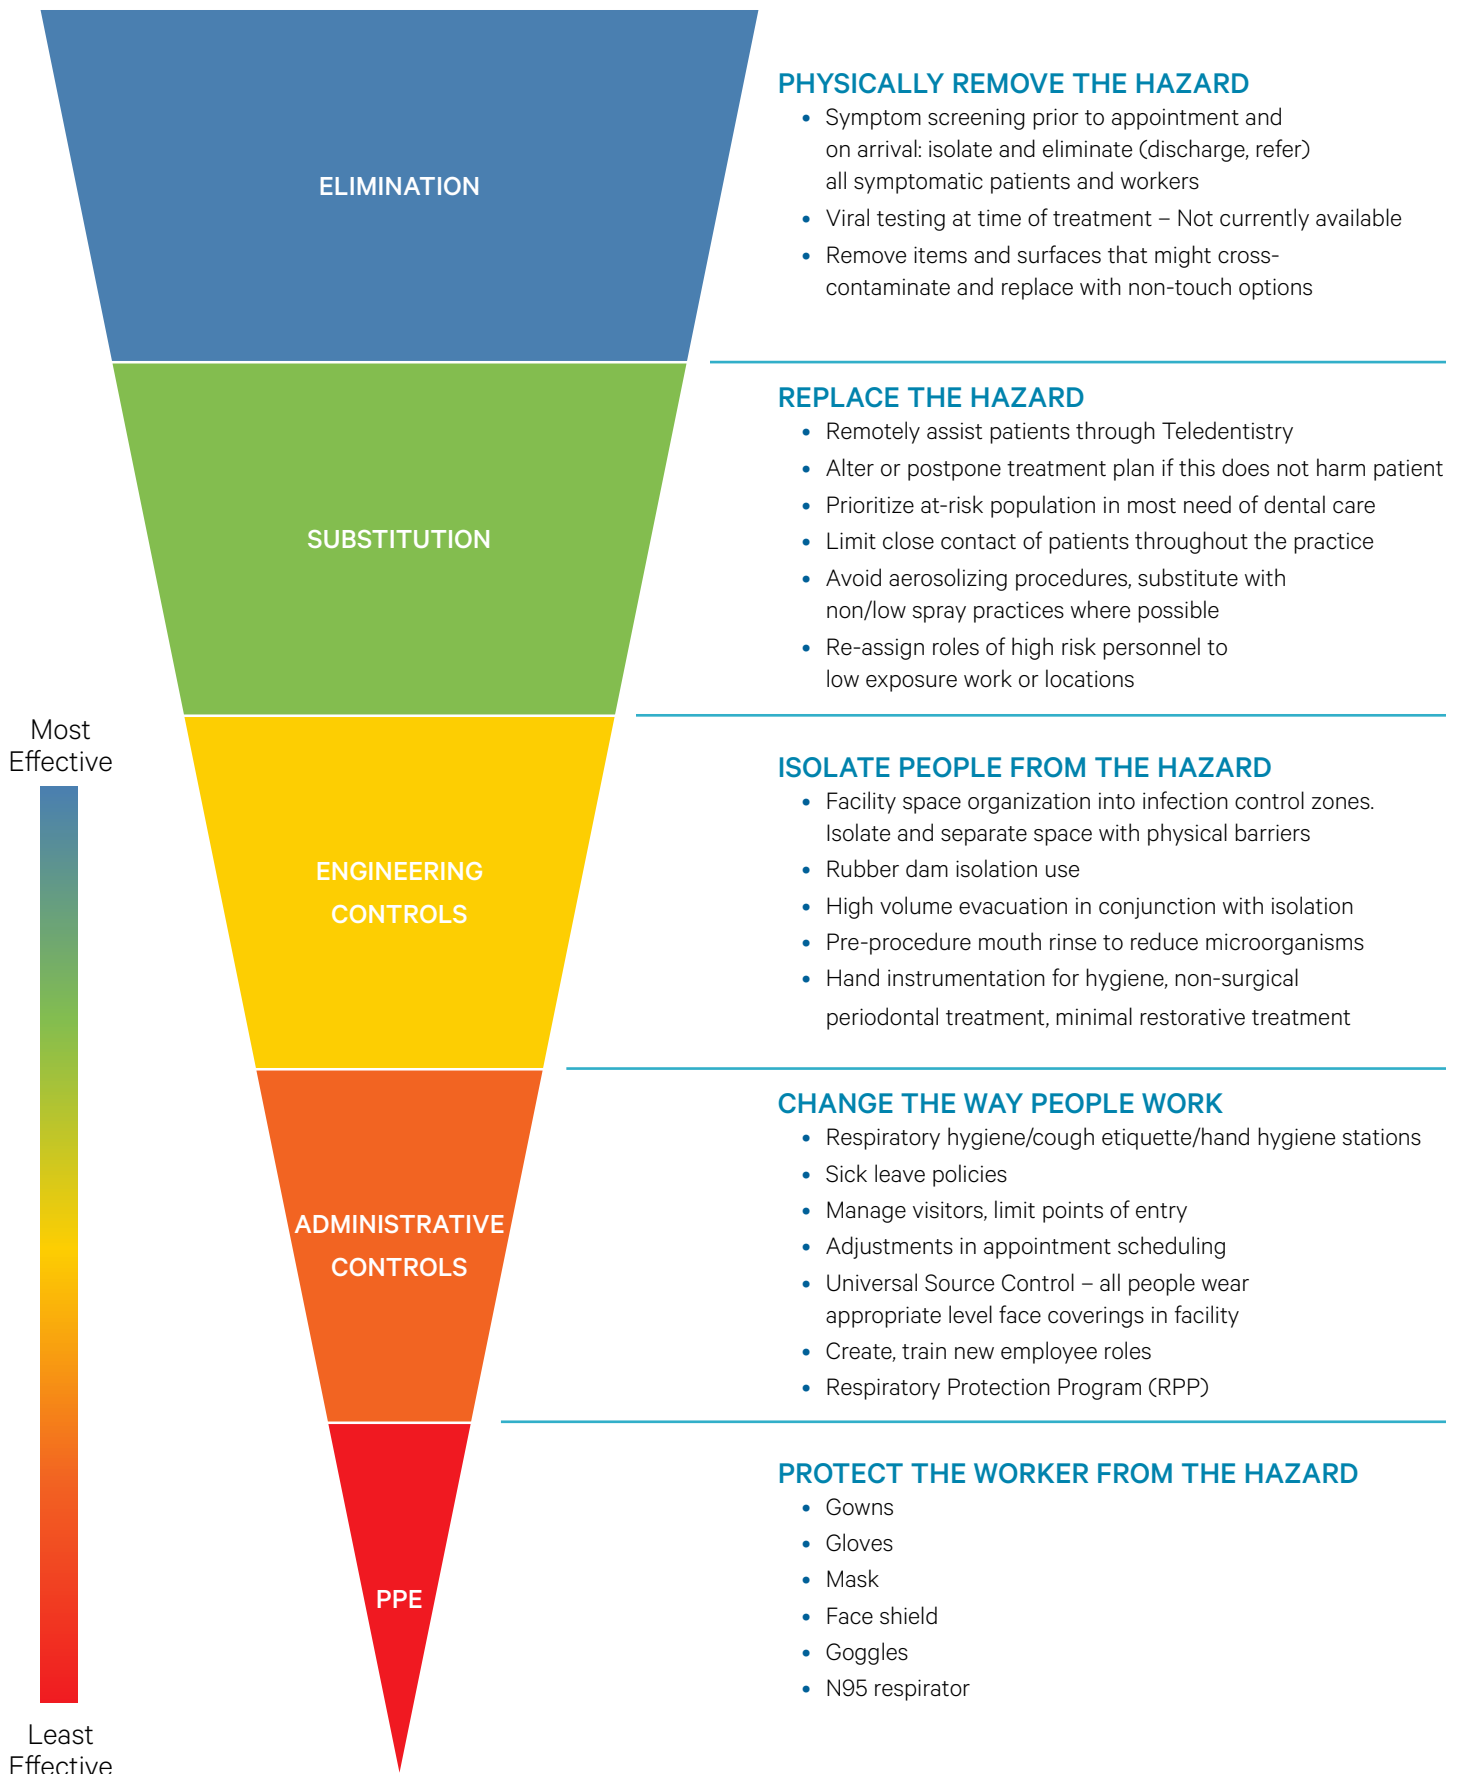 ELIMINATION
PHYSICALLY REMOVE THE HAZARD
• Symptom screening prior to appointment and
on arrival: isolate and eliminate (discharge, refer)
all symptomatic patients and workers
• Viral testing at time of treatment – Not currently available
• Remove items and surfaces that might cross-
contaminate and replace with non-touch options
SUBSTITUTION
REPLACE THE HAZARD
• Remotely assist patients through Teledentistry
• Alter or postpone treatment plan if this does not harm patient
• Prioritize at-risk population in most need of dental care
• Limit close contact of patients throughout the practice
• Avoid aerosolizing procedures, substitute with
non/low spray practices where possible
• Re-assign roles of high risk personnel to
low exposure work or locations
Most
Effective
ENGINEERING
CONTROLS
ISOLATE PEOPLE FROM THE HAZARD
• Facility space organization into infection control zones.
Isolate and separate space with physical barriers
• Rubber dam isolation use
• High volume evacuation in conjunction with isolation
• Pre-procedure mouth rinse to reduce microorganisms
• Hand instrumentation for hygiene, non-surgical
periodontal treatment, minimal restorative treatment
ADMINISTRATIVE
CONTROLS
CHANGE THE WAY PEOPLE WORK
• Respiratory hygiene/cough etiquette/hand hygiene stations
• Sick leave policies
• Manage visitors, limit points of entry
• Adjustments in appointment scheduling
• Universal Source Control – all people wear
appropriate level face coverings in facility
• Create, train new employee roles
• Respiratory Protection Program (RPP)
PPE
PROTECT THE WORKER FROM THE HAZARD
• Gowns
• Gloves
• Mask
• Face shield
• Goggles
• N95 respirator
Least
Effective